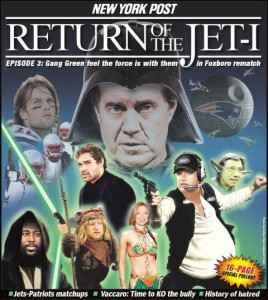 NEW YORK POST
RETURN OF THE JET-I
EPISODE 3: Gang Green feel the force is with them in Foxboro rematch
16-PAGE
SPECIAL PULLOUT
Jets-Patriots matchups
Vaccaro: Time to KO the bully
History of hatred